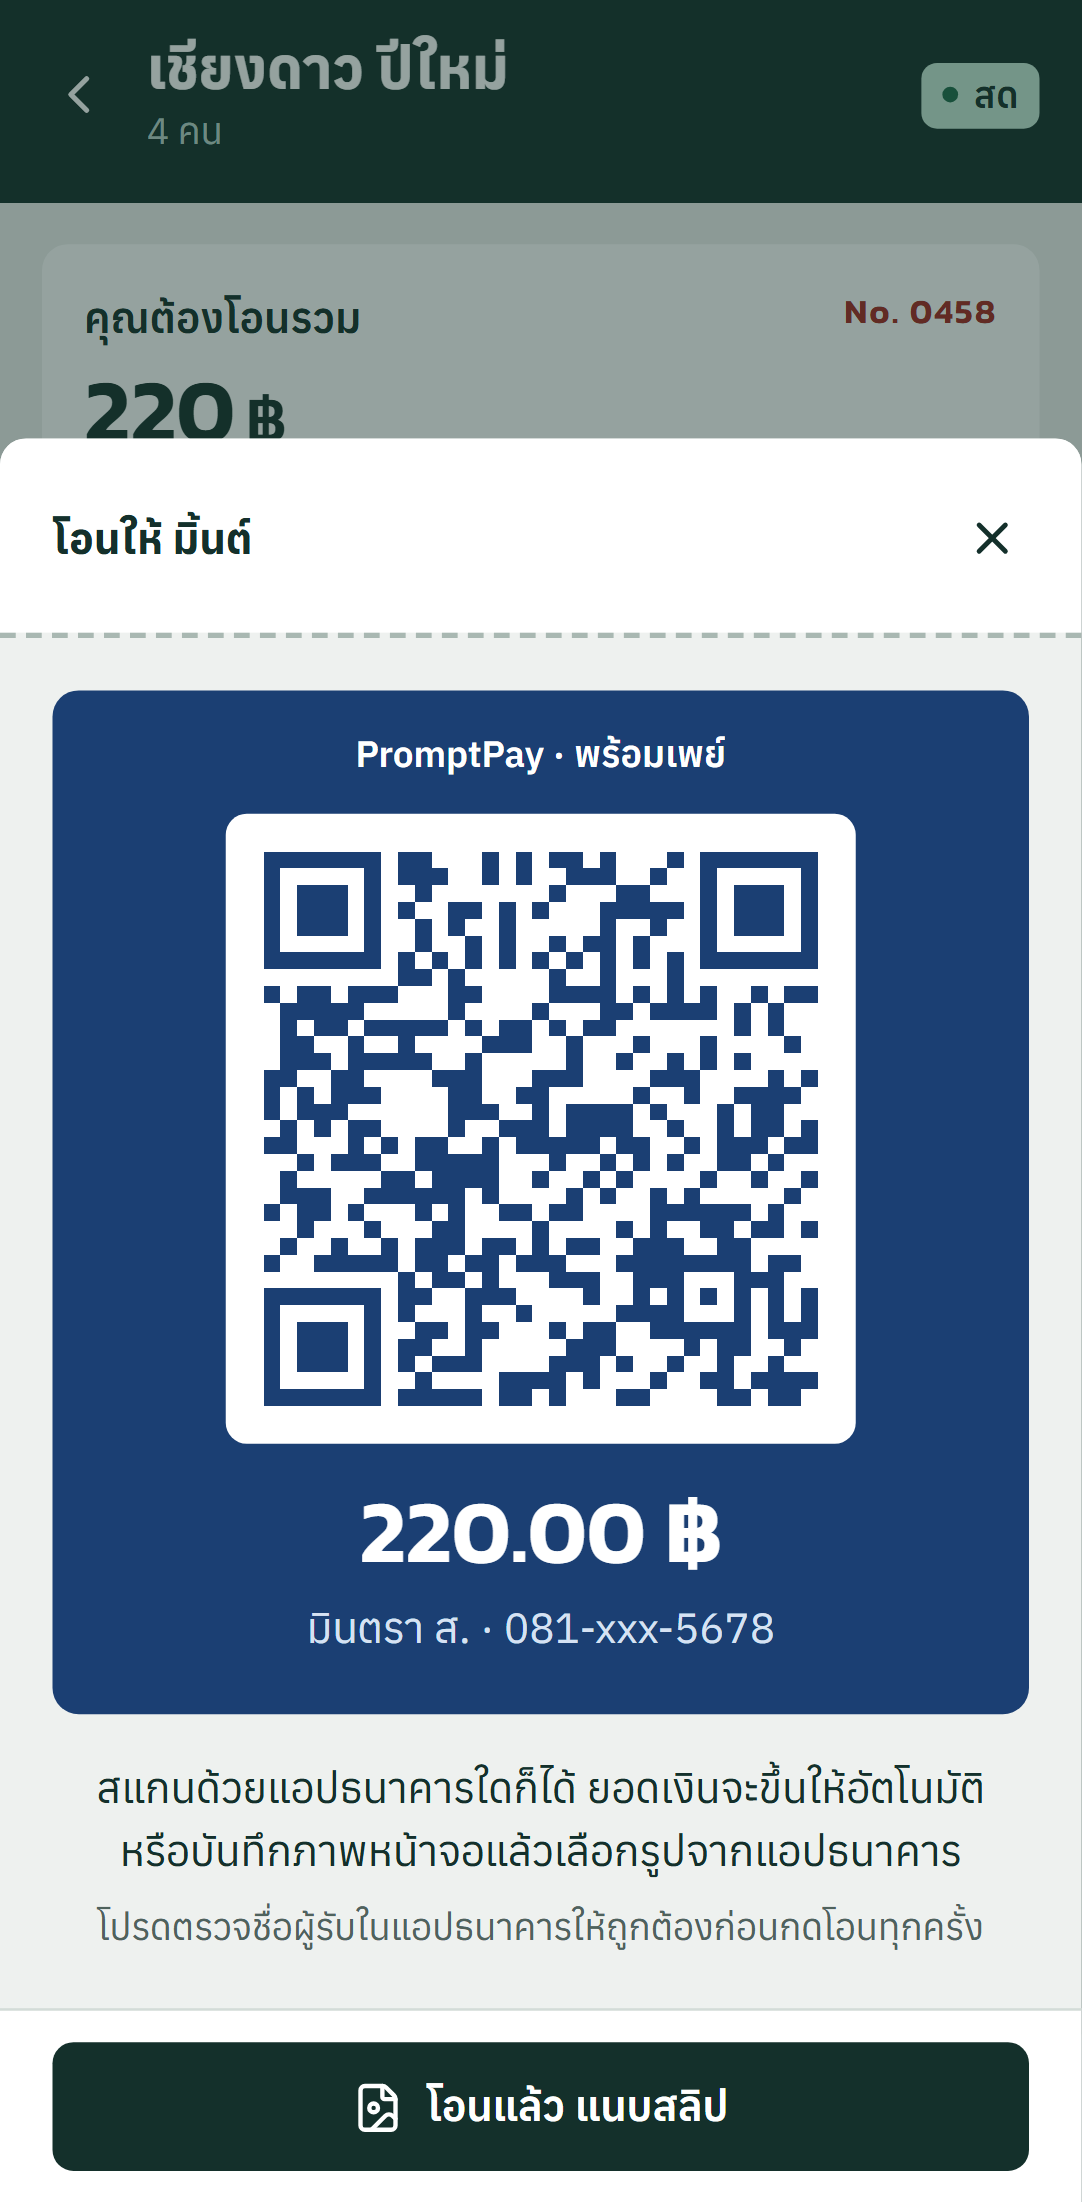 เชียงดาว ปีใหม่
4 คน
สด
คุณต้องโอนรวม
No. 0458
220 ฿
โอนให้ มิ้นต์
PromptPay · พร้อมเพย์
220.00 ฿
มินตรา ส. · 081-xxx-5678
สแกนด้วยแอปธนาคารใดก็ได้ ยอดเงินจะขึ้นให้อัตโนมัติ
หรือบันทึกภาพหน้าจอแล้วเลือกรูปจากแอปธนาคาร
โปรดตรวจชื่อผู้รับในแอปธนาคารให้ถูกต้องก่อนกดโอนทุกครั้ง
โอนแล้ว แนบสลิป